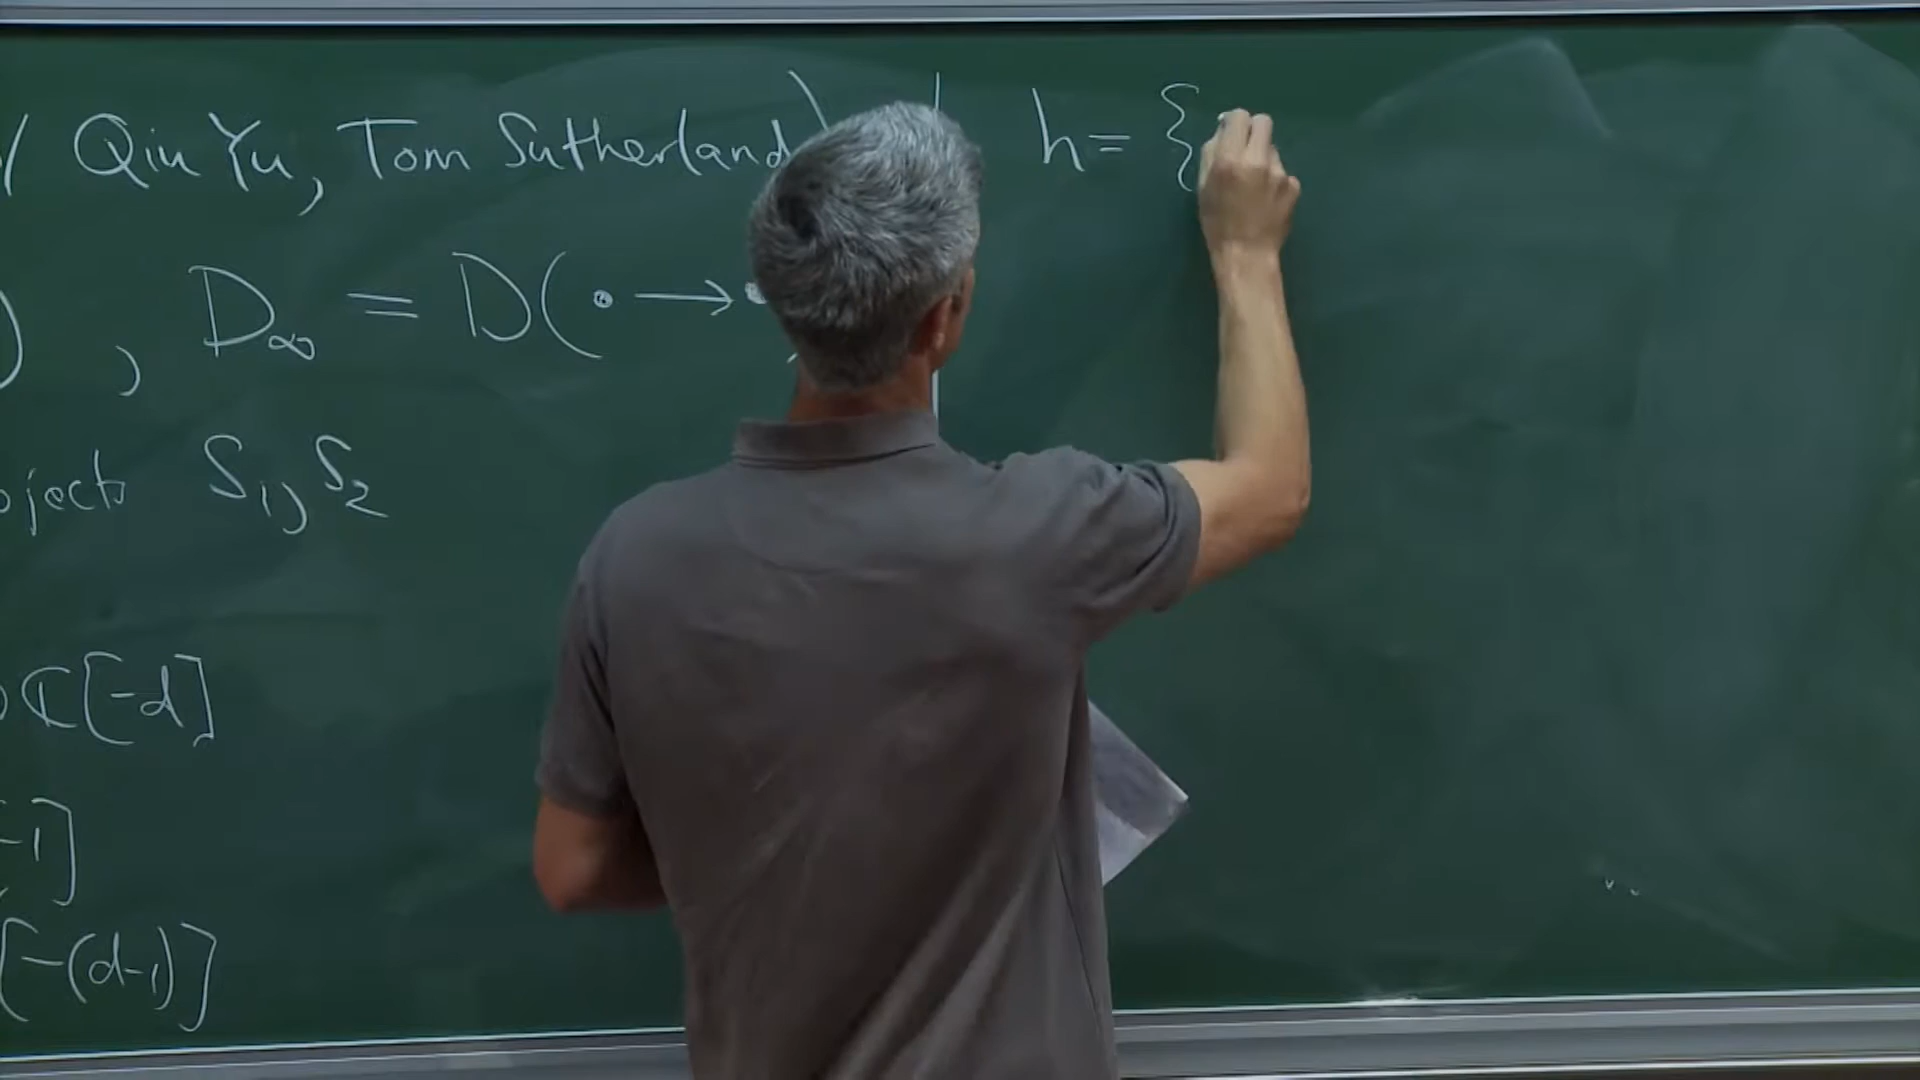 / Qiu Yu, Tom Sutherland)
), D∞ = D(• → •
ojects S₁, S₂
ℂ[-d]
-1]
[-(d-1)]
h = {